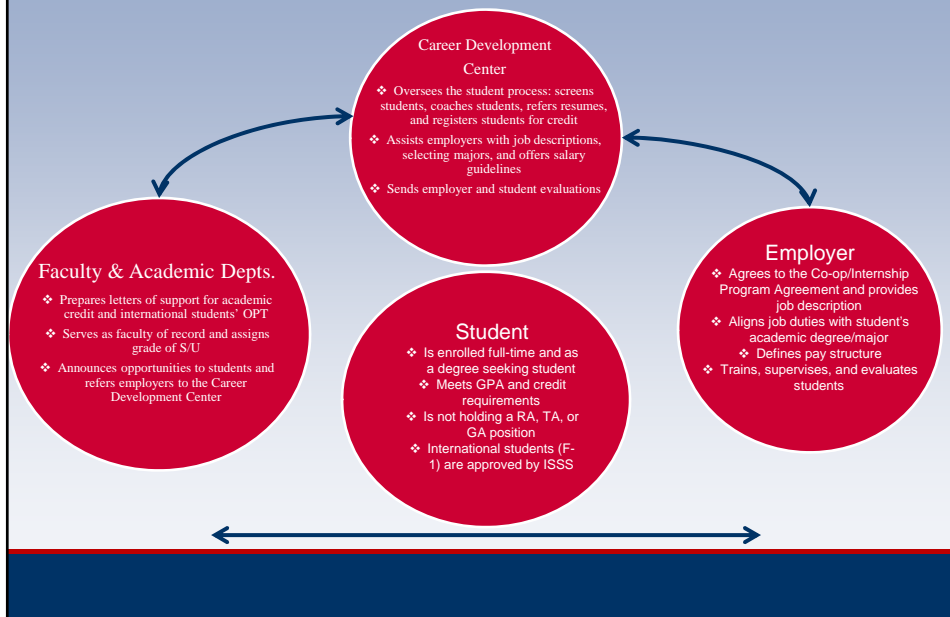 Career Development
Center
❖ Oversees the student process: screens
students, coaches students, refers resumes,
and registers students for credit
❖ Assists employers with job descriptions,
selecting majors, and offers salary
guidelines
❖ Sends employer and student evaluations
Faculty & Academic Depts.
❖ Prepares letters of support for academic
credit and international students’ OPT
❖ Serves as faculty of record and assigns
grade of S/U
❖ Announces opportunities to students and
refers employers to the Career
Development Center
Student
❖ Is enrolled full-time and as
a degree seeking student
❖ Meets GPA and credit
requirements
❖ Is not holding a RA, TA, or
GA position
❖ International students (F-
1) are approved by ISSS
Employer
❖ Agrees to the Co-op/Internship
Program Agreement and provides
job description
❖ Aligns job duties with student’s
academic degree/major
❖ Defines pay structure
❖ Trains, supervises, and evaluates
students